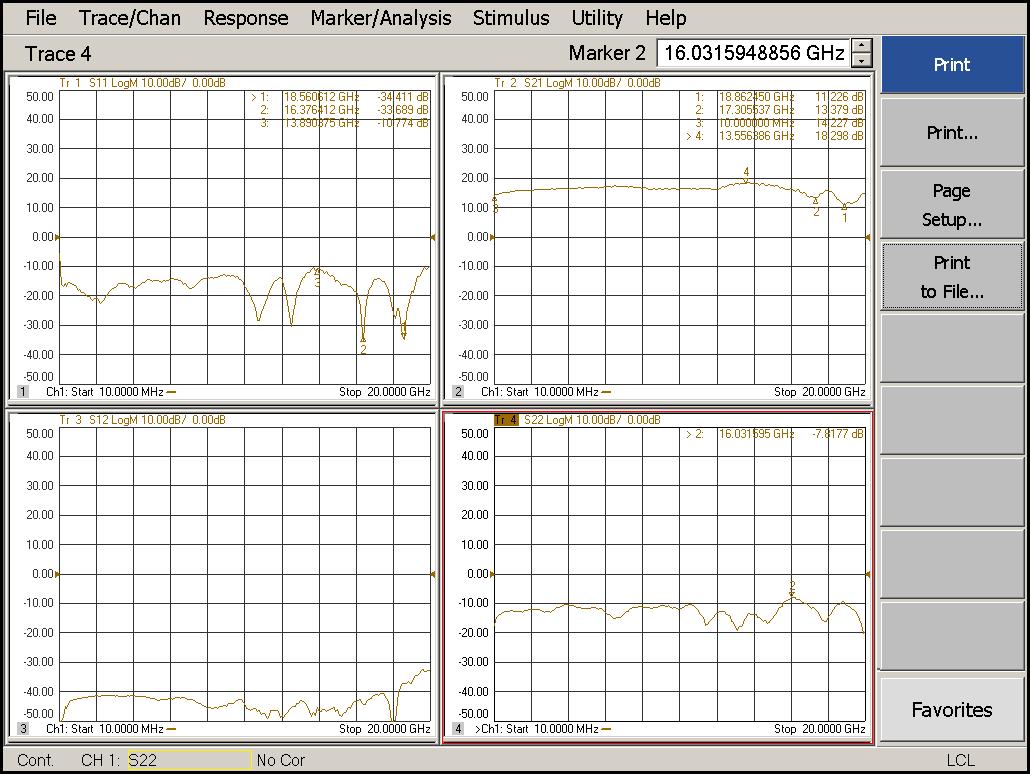 File Trace/Chan Response Marker/Analysis Stimulus Utility Help
Trace 4 Marker 2 16.0315948856 GHz
Print
Print...
Page
Setup...
Print
to File...
Favorites
Tr 1 S11 LogM 10.00dB/ 0.00dB
> 1: 18.560612 GHz -34.411 dB
2: 16.376412 GHz -33.689 dB
3: 13.890875 GHz -10.774 dB
50.00
40.00
30.00
20.00
10.00
0.00
-10.00
-20.00
-30.00
-40.00
-50.00
3
2
1 Ch1: Start 10.0000 MHz Stop 20.0000 GHz
Tr 2 S21 LogM 10.00dB/ 0.00dB
1: 18.862450 GHz 11.226 dB
2: 17.305537 GHz 13.379 dB
3: 10.000000 MHz 14.227 dB
> 4: 13.556386 GHz 18.298 dB
50.00
40.00
30.00
20.00
10.00
0.00
-10.00
-20.00
-30.00
-40.00
-50.00
4
3
2
1
2 Ch1: Start 10.0000 MHz Stop 20.0000 GHz
Tr 3 S12 LogM 10.00dB/ 0.00dB
50.00
40.00
30.00
20.00
10.00
0.00
-10.00
-20.00
-30.00
-40.00
-50.00
3 Ch1: Start 10.0000 MHz Stop 20.0000 GHz
Tr 4 S22 LogM 10.00dB/ 0.00dB
> 2: 16.031595 GHz -7.8177 dB
50.00
40.00
30.00
20.00
10.00
0.00
-10.00
-20.00
-30.00
-40.00
-50.00
2
4 >Ch1: Start 10.0000 MHz Stop 20.0000 GHz
Cont. CH 1: S22 No Cor LCL